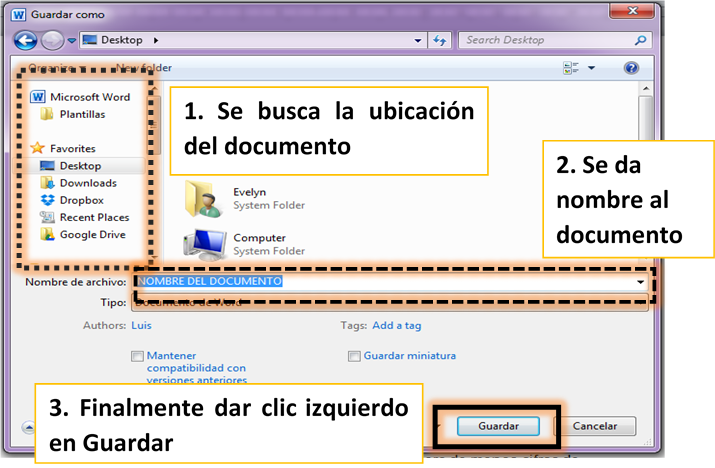 Guardar como
Desktop
Search Desktop
Organize New folder
Microsoft Word
Plantillas
Favorites
Desktop
Downloads
Dropbox
Recent Places
Google Drive
1. Se busca la ubicación
del documento
Evelyn
System Folder
Computer
System Folder
2. Se da
nombre al
documento
Nombre de archivo: NOMBRE DEL DOCUMENTO
Tipo: Documento de Word
Authors: Luis
Tags: Add a tag
Mantener
compatibilidad con
versiones anteriores
Guardar miniatura
3. Finalmente dar clic izquierdo
en Guardar
Guardar
Cancelar